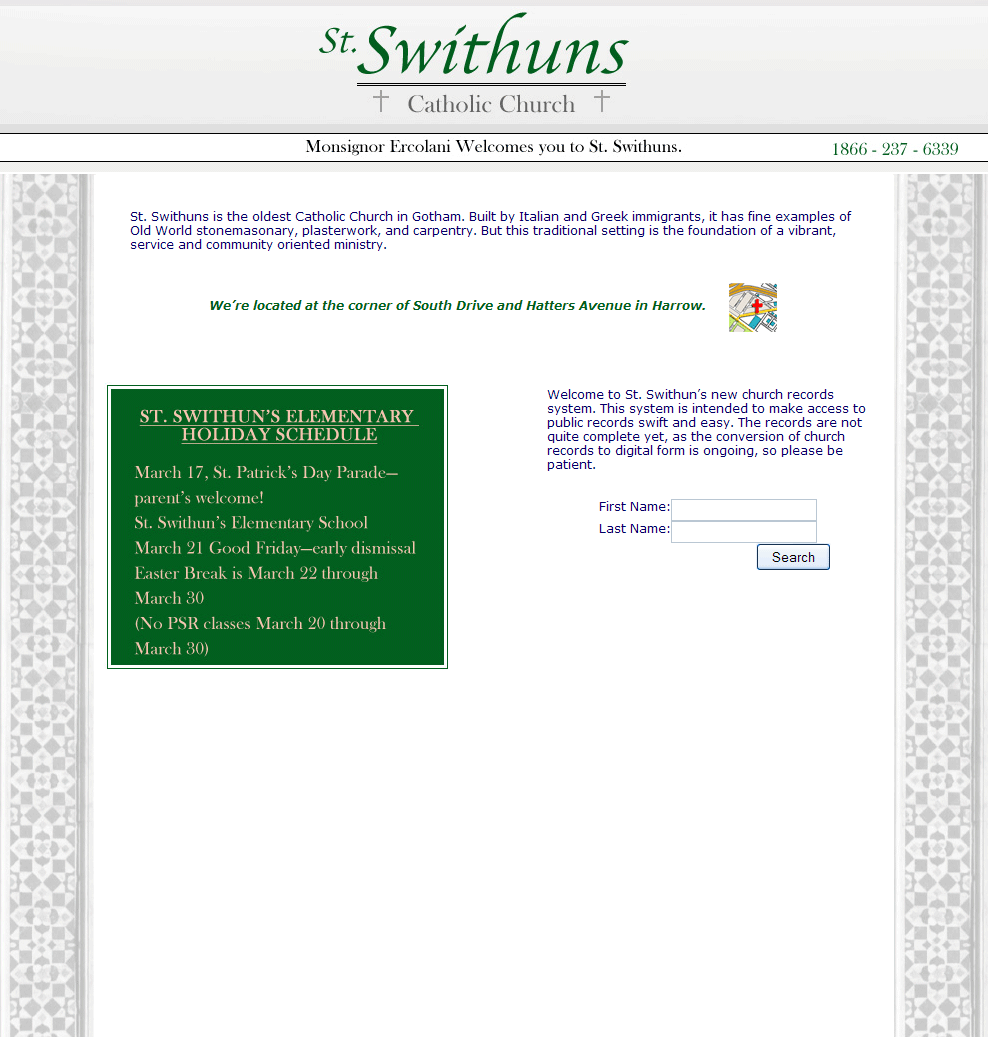 St. Swithuns
Catholic Church
Monsignor Ercolani Welcomes you to St. Swithuns.
1866 - 237 - 6339
St. Swithuns is the oldest Catholic Church in Gotham. Built by Italian and Greek immigrants, it has fine examples of
Old World stonemasonary, plasterwork, and carpentry. But this traditional setting is the foundation of a vibrant,
service and community oriented ministry.
We’re located at the corner of South Drive and Hatters Avenue in Harrow.
ST. SWITHUN’S ELEMENTARY
HOLIDAY SCHEDULE
March 17, St. Patrick’s Day Parade—
parent’s welcome!
St. Swithun’s Elementary School
March 21 Good Friday—early dismissal
Easter Break is March 22 through
March 30
(No PSR classes March 20 through
March 30)
Welcome to St. Swithun’s new church records
system. This system is intended to make access to
public records swift and easy. The records are not
quite complete yet, as the conversion of church
records to digital form is ongoing, so please be
patient.
First Name:
Last Name:
Search